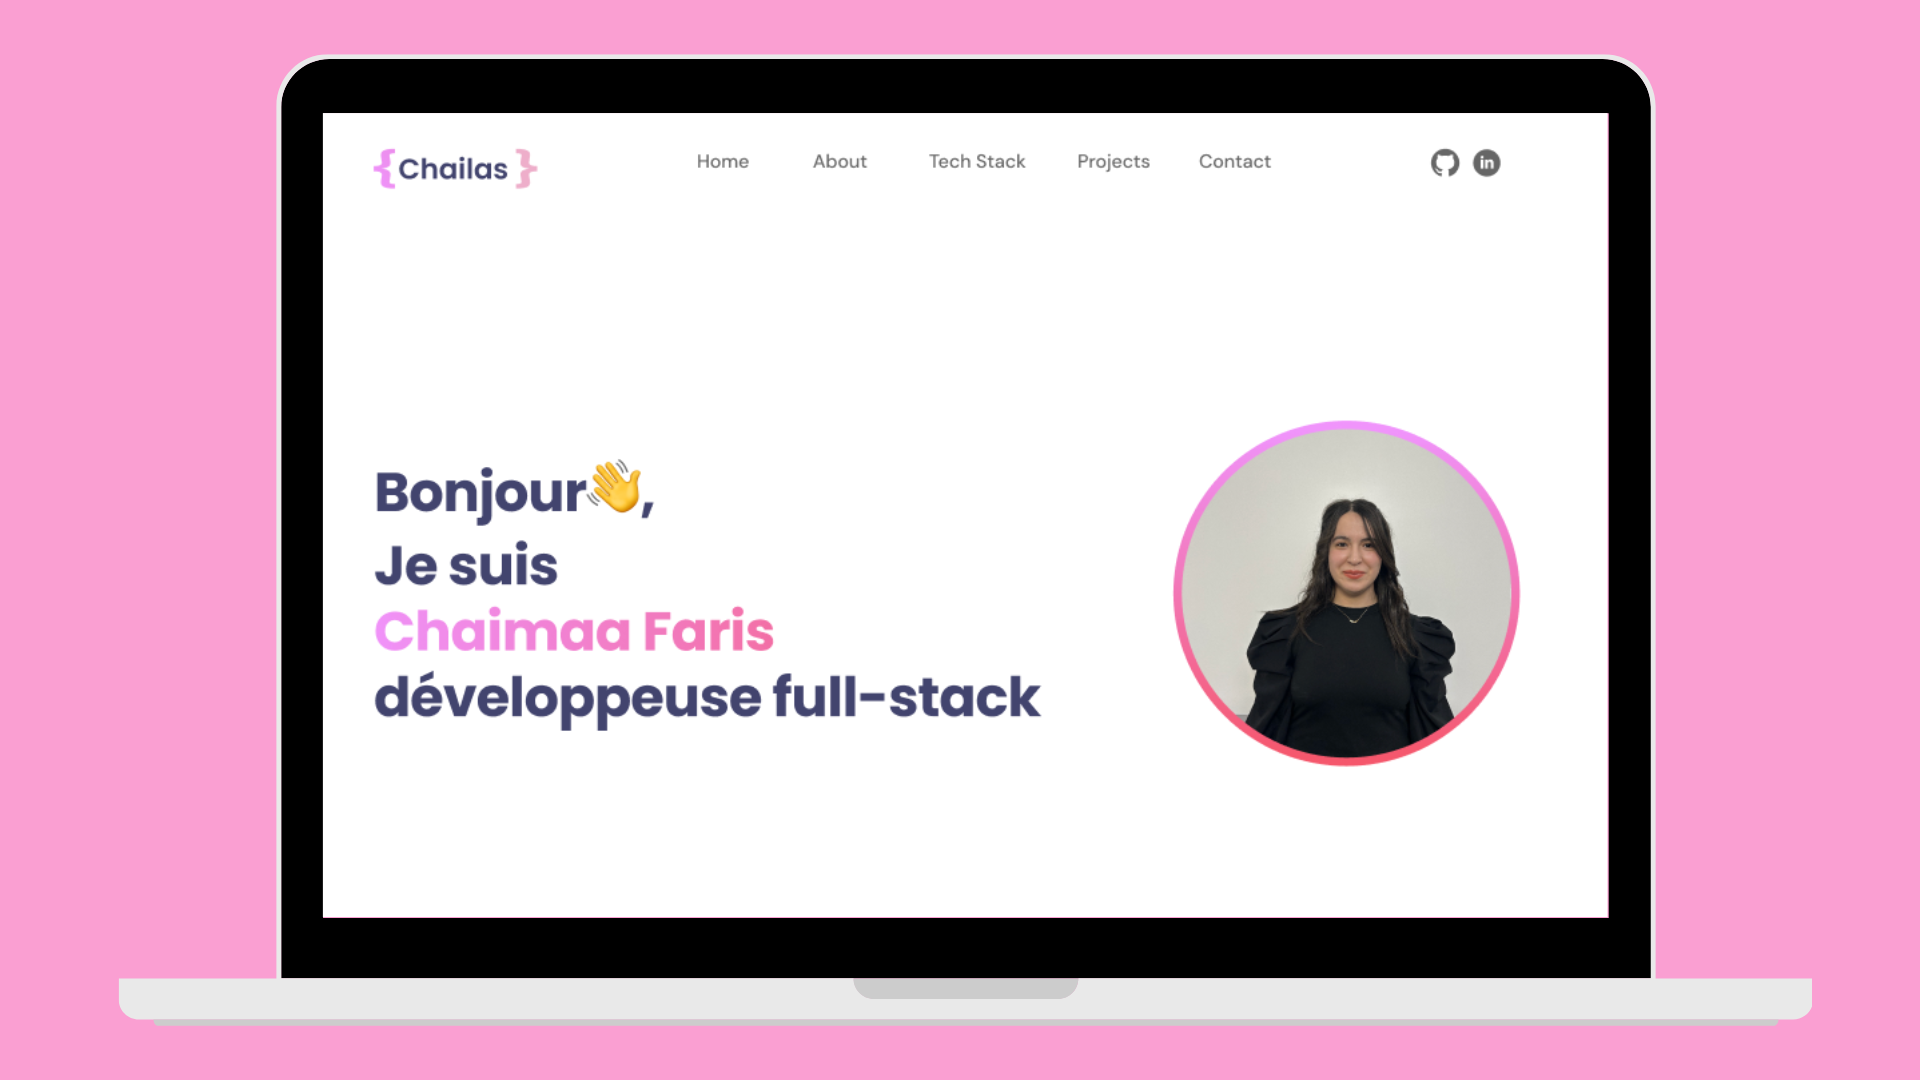 {Chailas}
Home About Tech Stack Projects Contact
in
Bonjour👋,
Je suis
Chaimaa Faris
développeuse full-stack